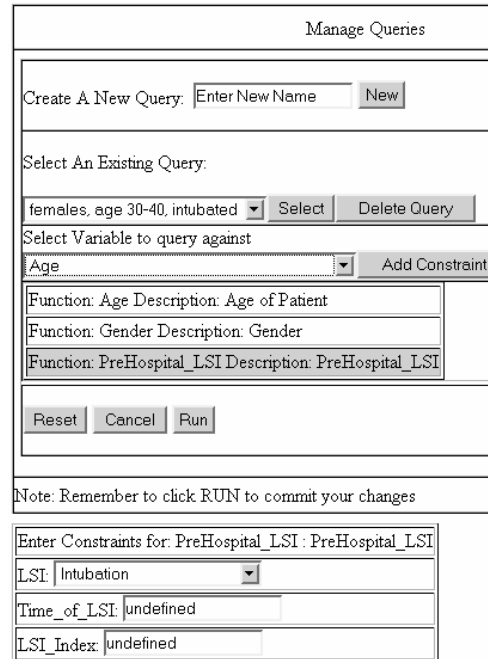 Manage Queries
Create A New Query: Enter New Name New
Select An Existing Query:
females, age 30-40, intubated Select Delete Query
Select Variable to query against
Age Add Constraint
Function: Age Description: Age of Patient
Function: Gender Description: Gender
Function: PreHospital_LSI Description: PreHospital_LSI
Reset Cancel Run
Note: Remember to click RUN to commit your changes
Enter Constraints for: PreHospital_LSI : PreHospital_LSI
LSI: Intubation
Time_of_LSI: undefined
LSI_Index: undefined